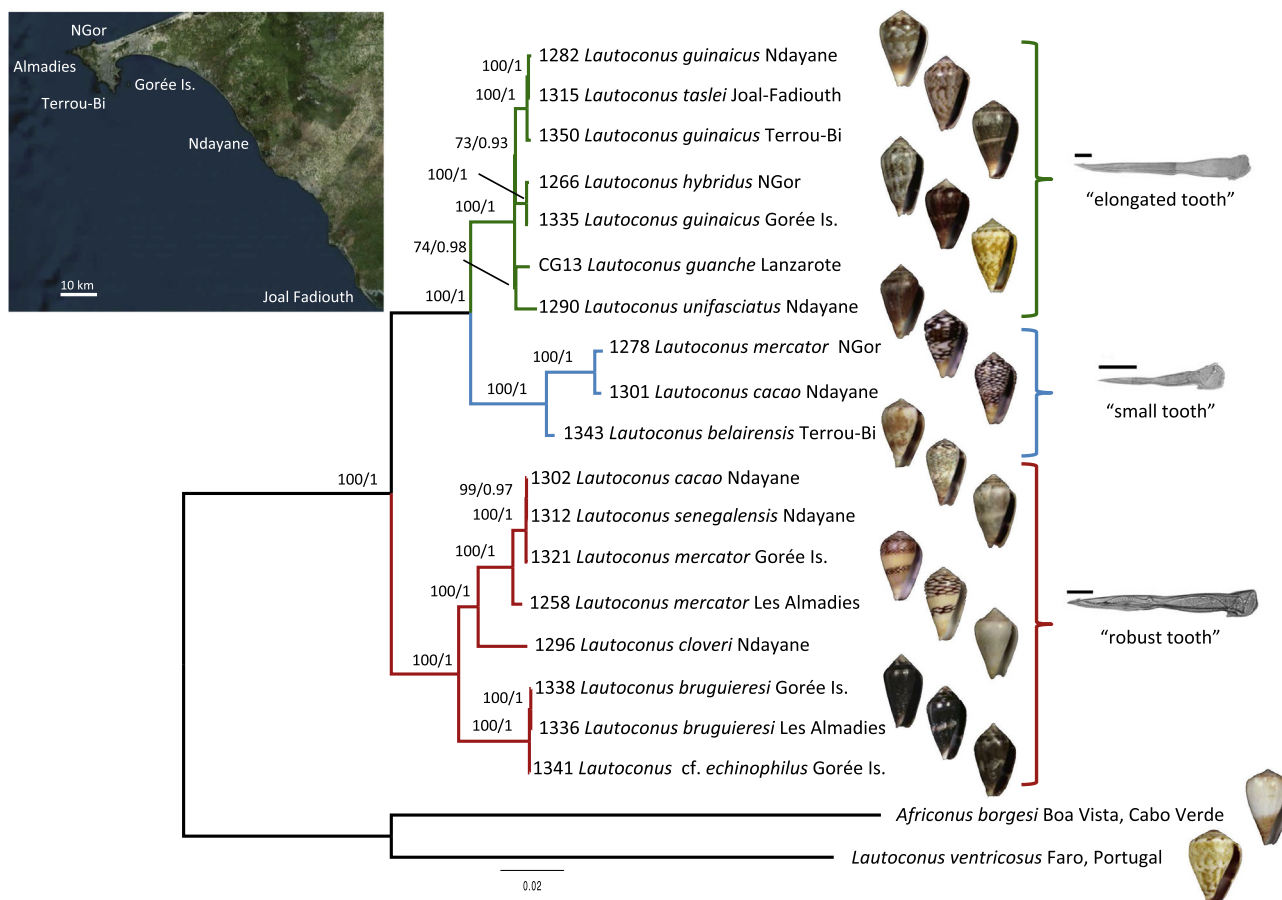 NGor
Almadies
Gorée Is.
Terrou-Bi
Ndayane
10 km
Joal Fadiouth
100/1
1282 Lautoconus guinaicus Ndayane
100/1
1315 Lautoconus taslei Joal-Fadiouth
1350 Lautoconus guinaicus Terrou-Bi
73/0.93
100/1
1266 Lautoconus hybridus NGor
100/1
1335 Lautoconus guinaicus Gorée Is.
74/0.98
CG13 Lautoconus guanche Lanzarote
100/1
1290 Lautoconus unifasciatus Ndayane
"elongated tooth"
1278 Lautoconus mercator NGor
100/1
100/1
1301 Lautoconus cacao Ndayane
1343 Lautoconus belairensis Terrou-Bi
"small tooth"
100/1
1302 Lautoconus cacao Ndayane
99/0.97
100/1
1312 Lautoconus senegalensis Ndayane
100/1
1321 Lautoconus mercator Gorée Is.
100/1
1258 Lautoconus mercator Les Almadies
1296 Lautoconus cloveri Ndayane
100/1
1338 Lautoconus bruguieresi Gorée Is.
100/1
100/1
1336 Lautoconus bruguieresi Les Almadies
1341 Lautoconus cf. echinophilus Gorée Is.
"robust tooth"
Africonus borgesi Boa Vista, Cabo Verde
Lautoconus ventricosus Faro, Portugal
0.02